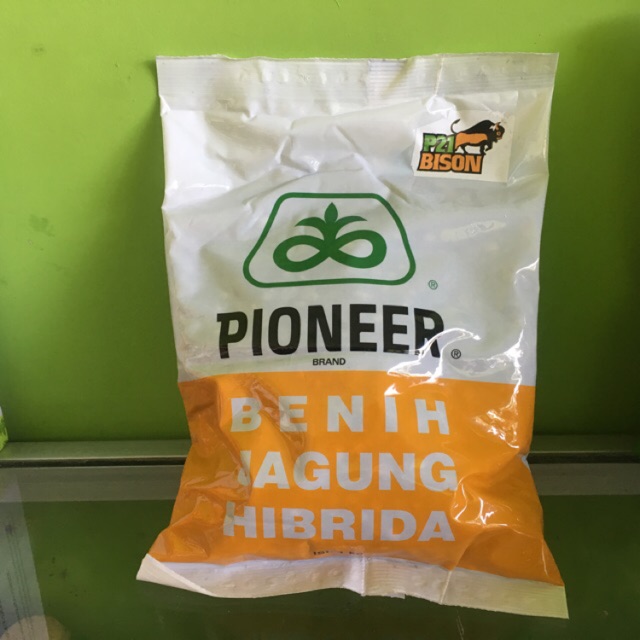 P21
BISON
®
PIONEER®
BRAND
BENIH
JAGUNG
HIBRIDA